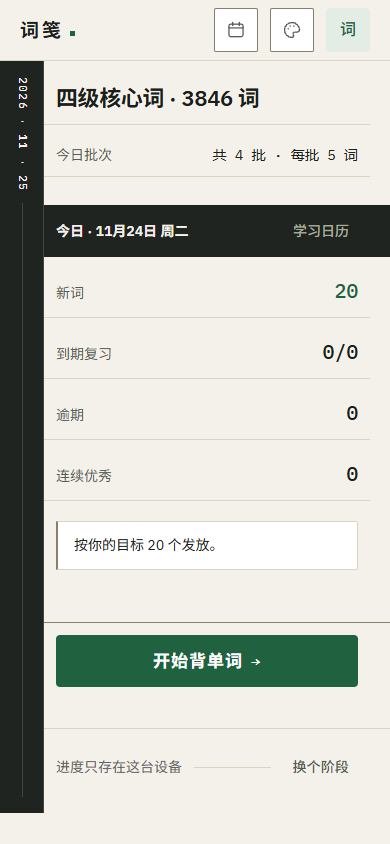 词笺
词
2026 · 11 · 25
四级核心词 · 3846 词
今日批次 共 4 批 · 每批 5 词
今日 · 11月24日 周二 学习日历
新词 20
到期复习 0/0
逾期 0
连续优秀 0
按你的目标 20 个发放。
开始背单词 →
进度只存在这台设备 换个阶段